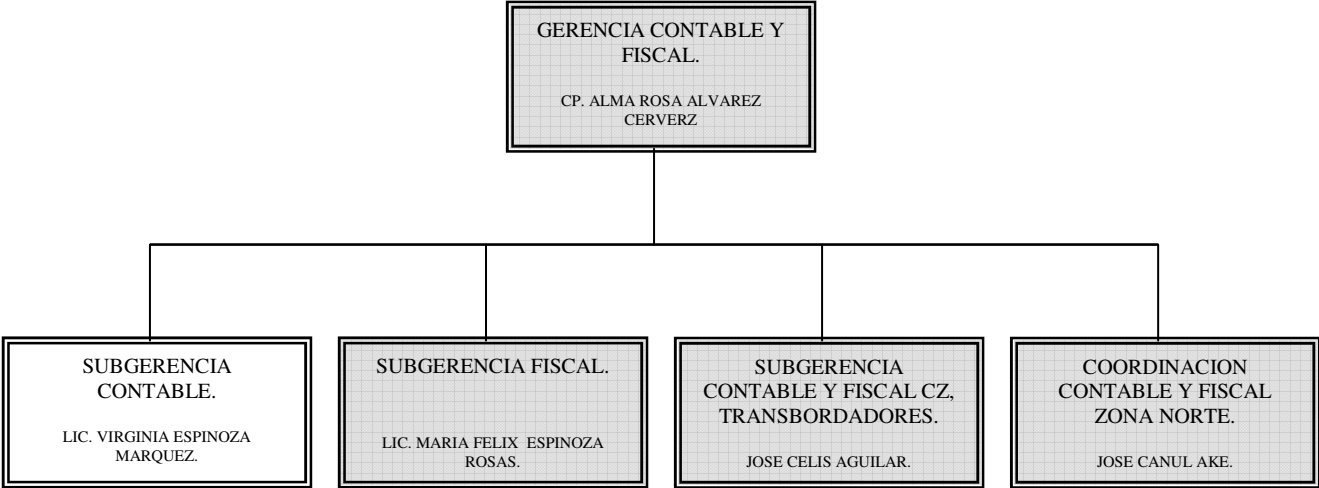 GERENCIA CONTABLE Y
FISCAL.
CP. ALMA ROSA ALVAREZ
CERVERZ
SUBGERENCIA
CONTABLE.
LIC. VIRGINIA ESPINOZA
MARQUEZ.
SUBGERENCIA FISCAL.
LIC. MARIA FELIX ESPINOZA
ROSAS.
SUBGERENCIA
CONTABLE Y FISCAL CZ,
TRANSBORDADORES.
JOSE CELIS AGUILAR.
COORDINACION
CONTABLE Y FISCAL
ZONA NORTE.
JOSE CANUL AKE.